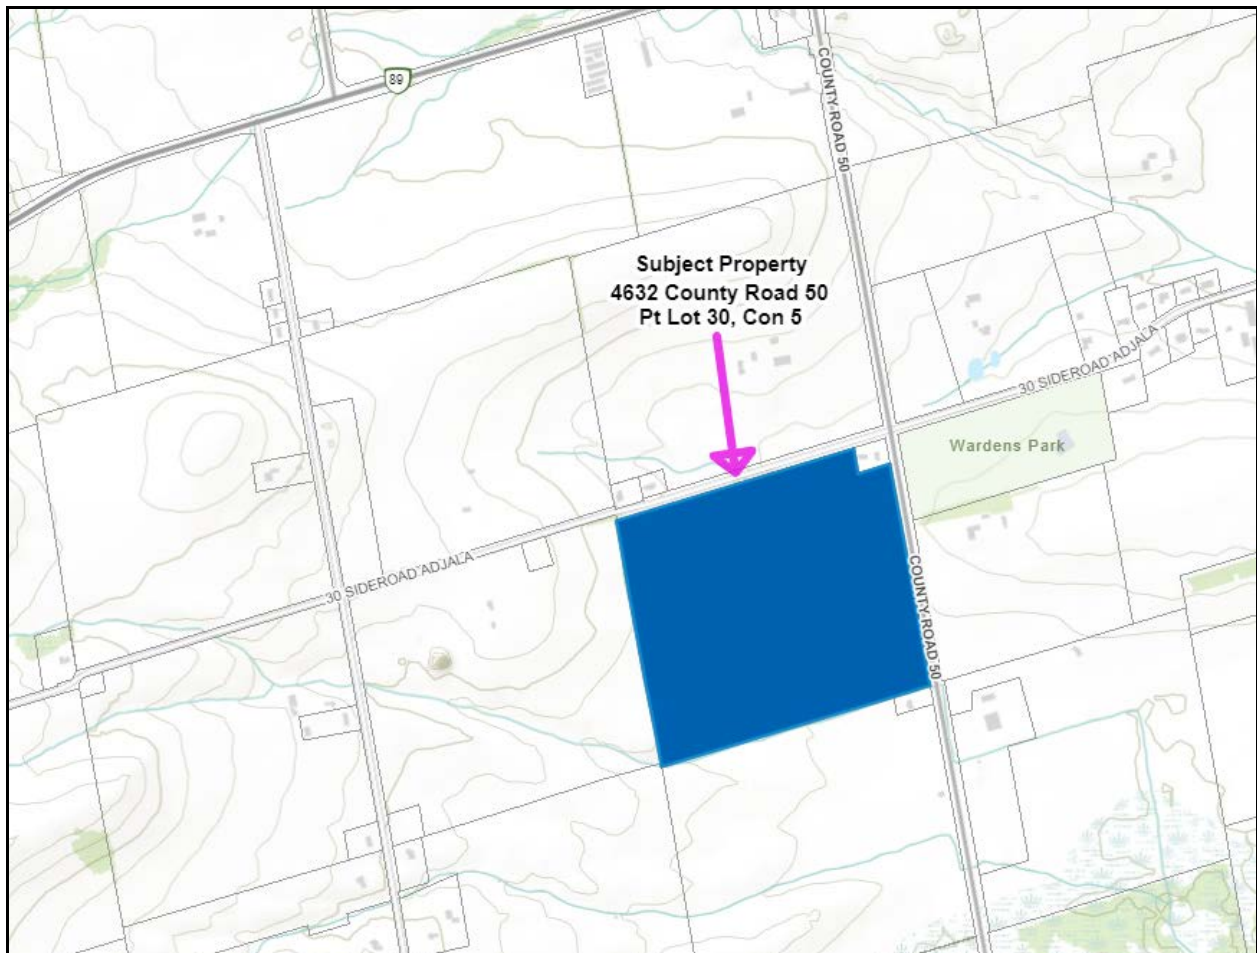 89
COUNTY ROAD 50
Subject Property
4632 County Road 50
Pt Lot 30, Con 5
30 SIDEROAD ADJALA
Wardens Park
30 SIDEROAD ADJALA
COUNTY ROAD 50